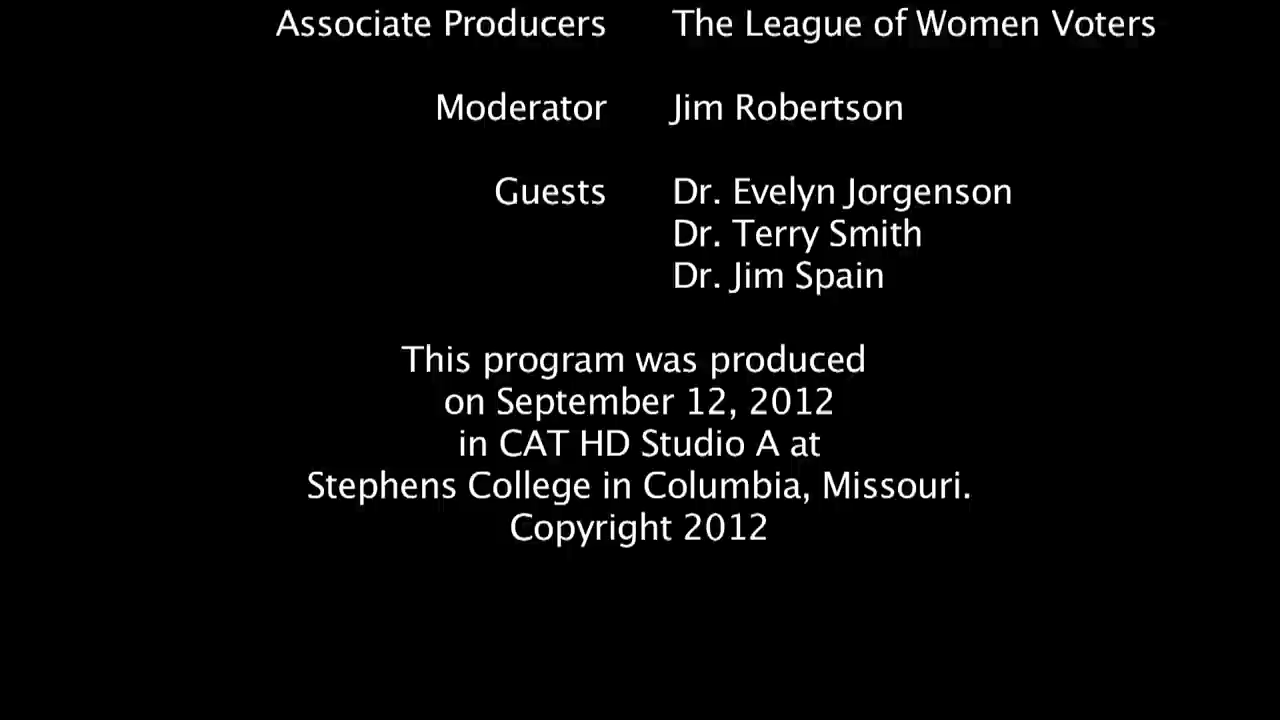 Associate Producers The League of Women Voters
Moderator Jim Robertson
Guests Dr. Evelyn Jorgenson
Dr. Terry Smith
Dr. Jim Spain
This program was produced
on September 12, 2012
in CAT HD Studio A at
Stephens College in Columbia, Missouri.
Copyright 2012